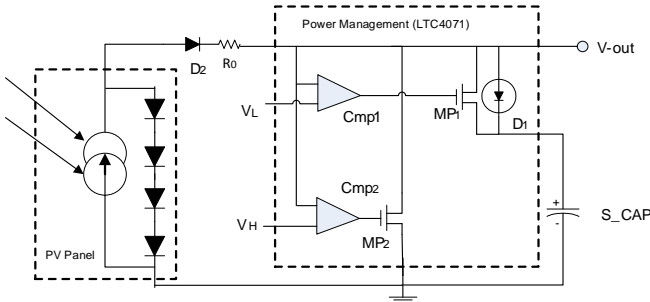 Power Management (LTC4071)
V-out
D2
R0
VL
Cmp1
MP1
D1
Cmp2
VH
MP2
+
-
S_CAP
PV Panel